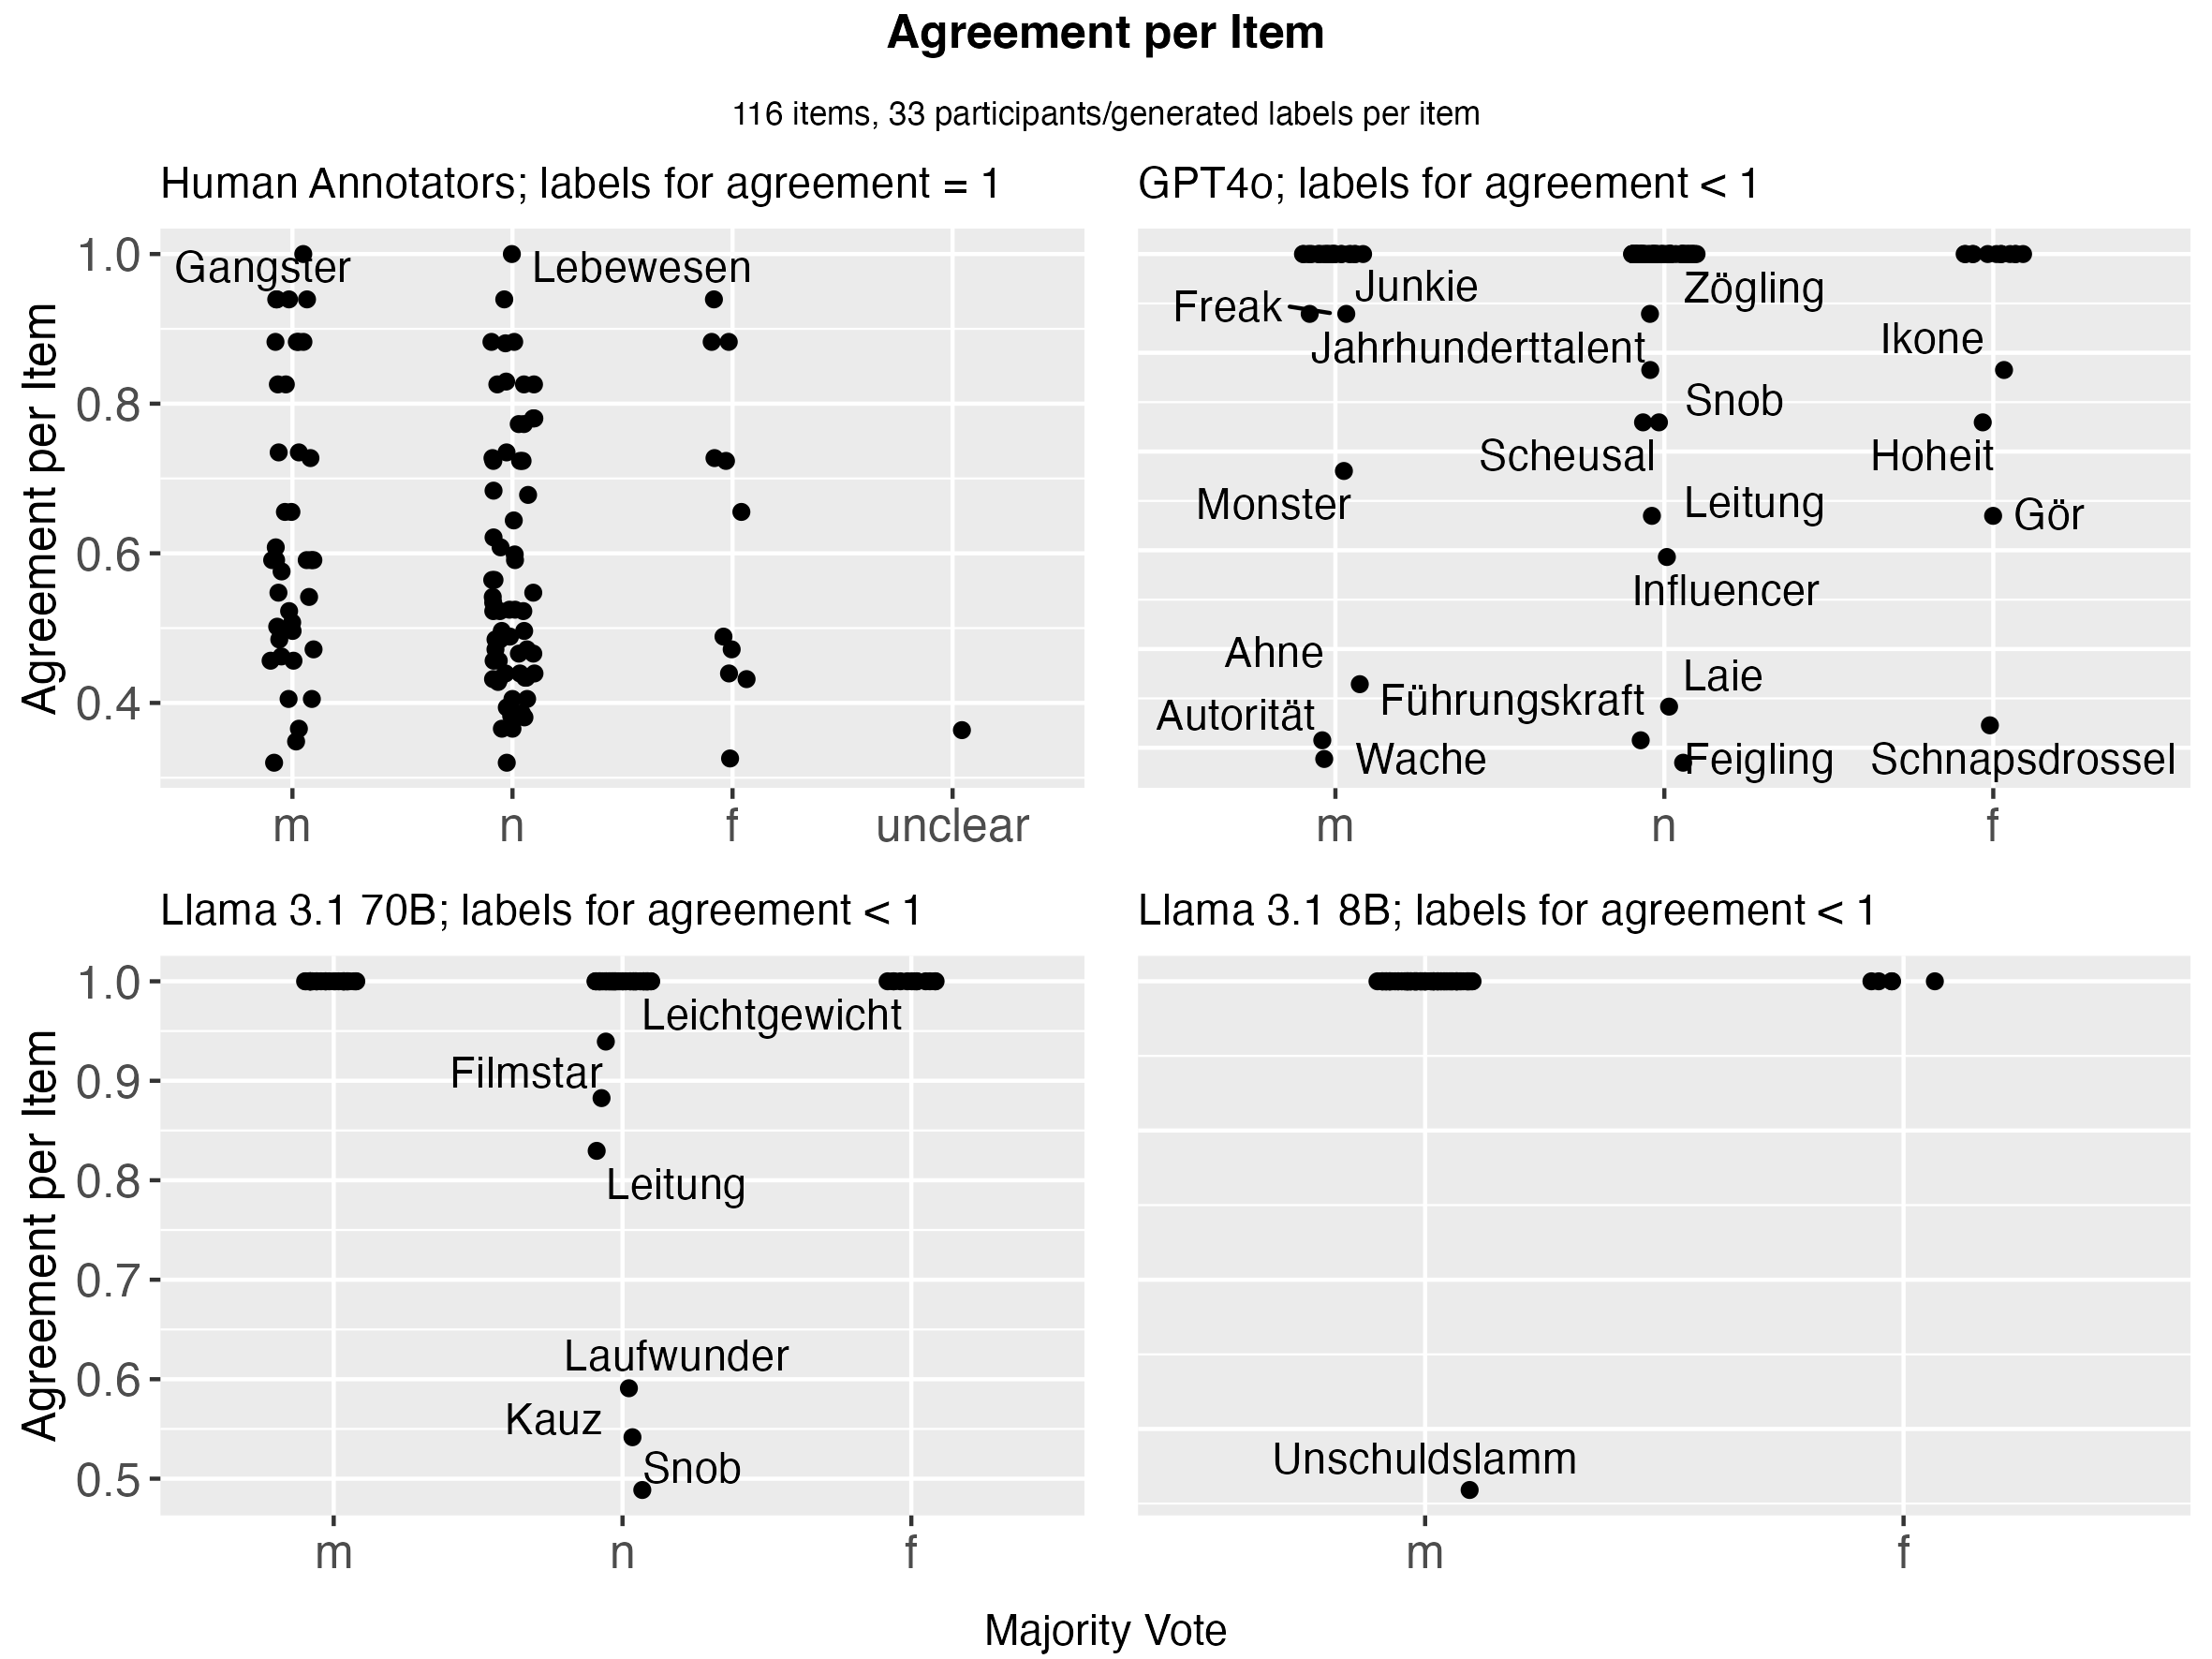 Agreement per Item
116 items, 33 participants/generated labels per item
Human Annotators; labels for agreement = 1
Agreement per Item
1.0
0.8
0.6
0.4
Gangster
Lebewesen
m
n
f
unclear
GPT4o; labels for agreement < 1
Junkie
Zögling
Freak
Jahrhunderttalent
Ikone
Snob
Scheusal
Hoheit
Monster
Leitung
Gör
Influencer
Ahne
Laie
Führungskraft
Autorität
Wache
Feigling
Schnapsdrossel
m
n
f
Llama 3.1 70B; labels for agreement < 1
Agreement per Item
1.0
0.9
0.8
0.7
0.6
0.5
Leichtgewicht
Filmstar
Leitung
Laufwunder
Kauz
Snob
m
n
f
Llama 3.1 8B; labels for agreement < 1
Unschuldslamm
m
f
Majority Vote